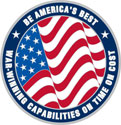 BE AMERICA'S BEST
WAR-WINNING CAPABILITIES ON TIME ON COST